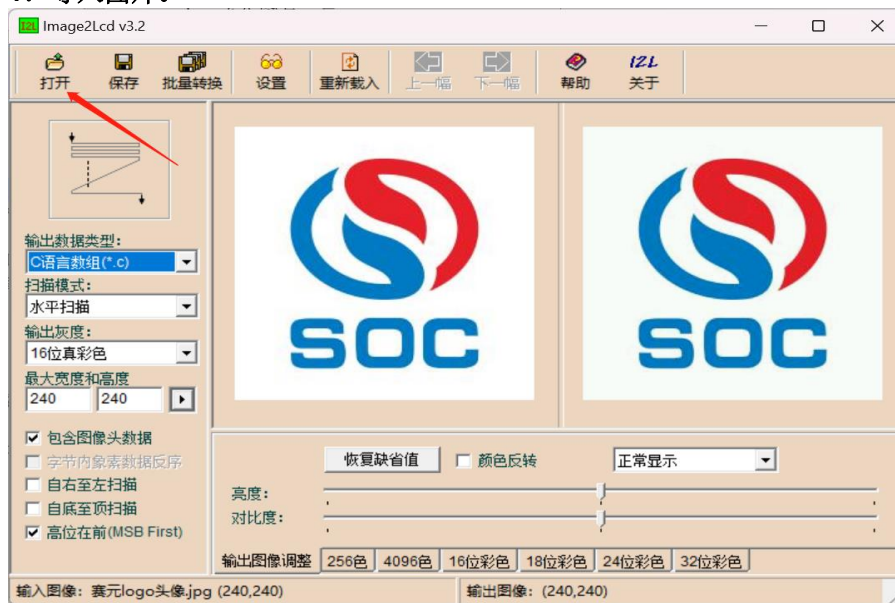 Image2Lcd v3.2
打开 保存 批量转换 设置 重新载入 上一幅 下一幅 帮助 关于
I2L
SOC SOC
输出数据类型:
C语言数组(*.c)
扫描模式:
水平扫描
输出灰度:
16位真彩色
最大宽度和高度
240 240
包含图像头数据
字节内象素数据反序
自右至左扫描
自底至顶扫描
高位在前(MSB First)
恢复缺省值 颜色反转 正常显示
亮度:
对比度:
输出图像调整 256色 4096色 16位彩色 18位彩色 24位彩色 32位彩色
输入图像: 赛元logo头像.jpg (240,240) 输出图像: (240,240)